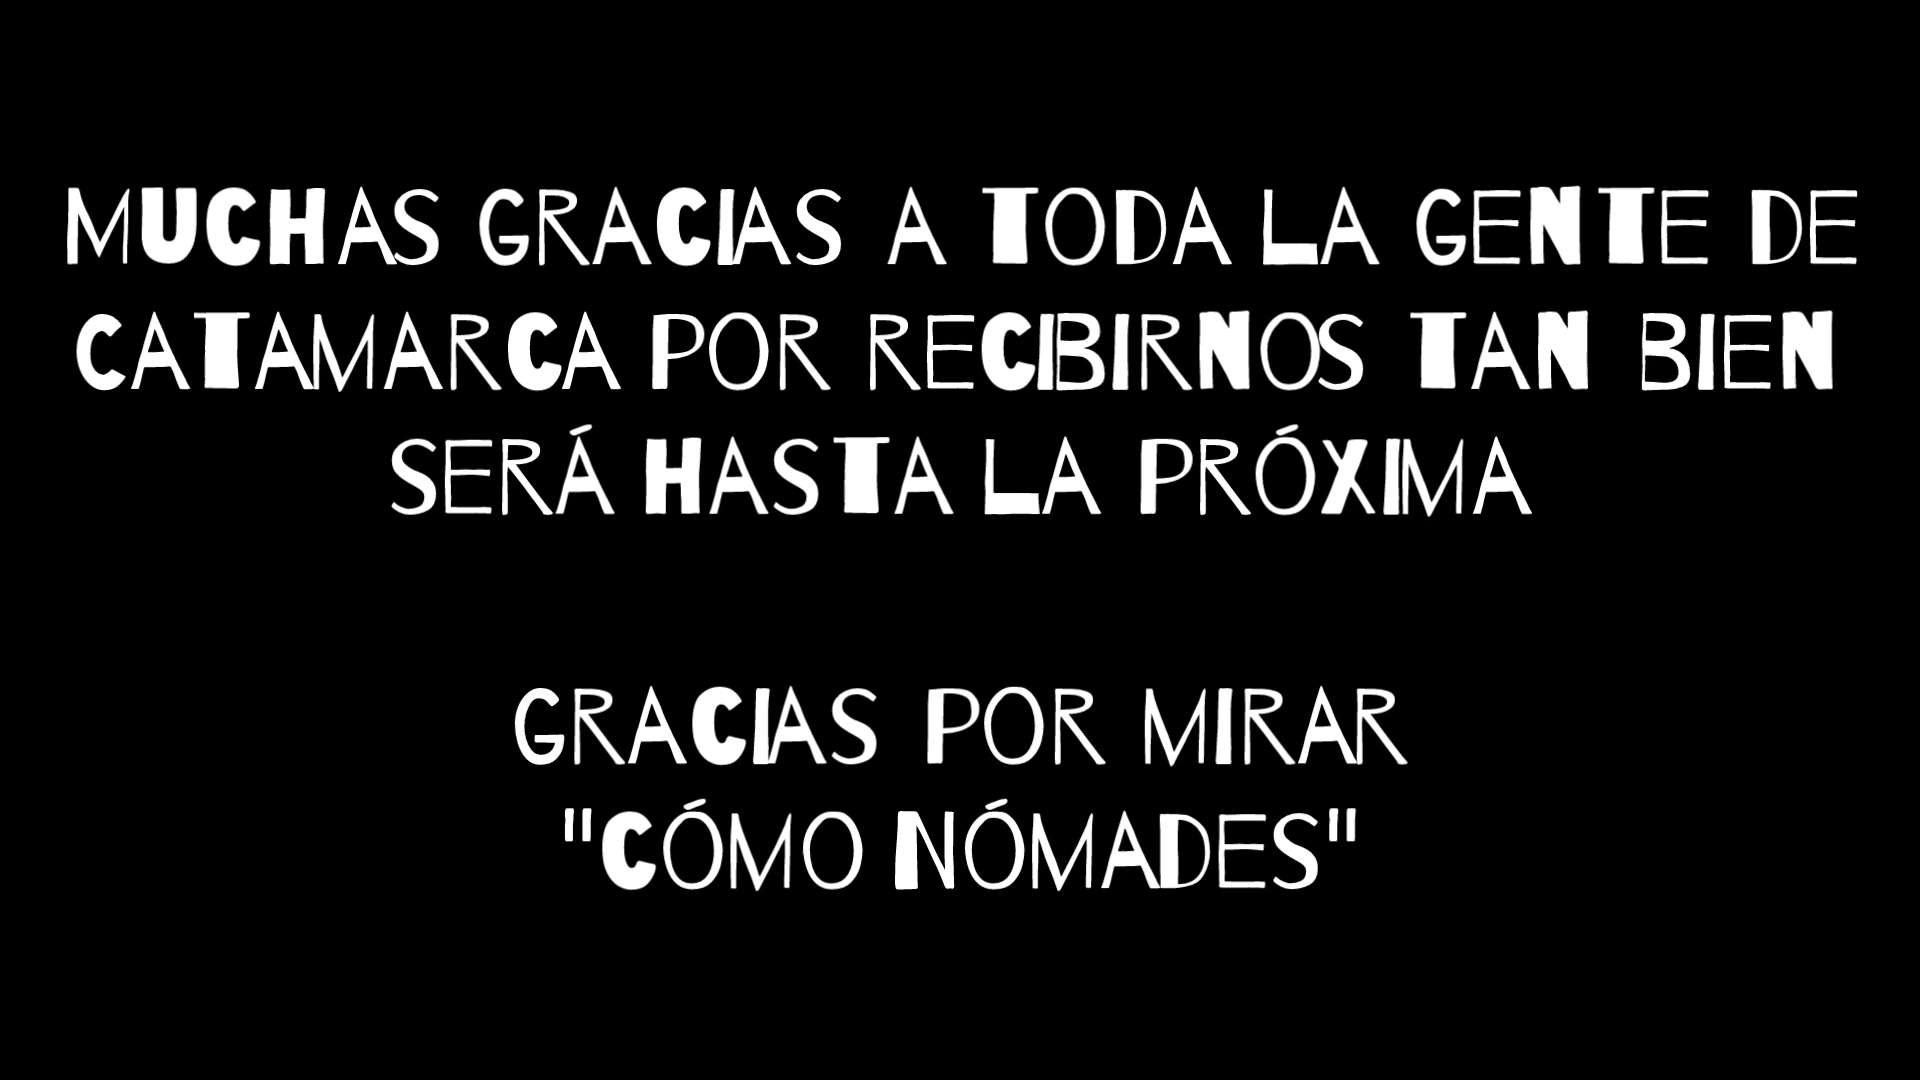 MUCHAS GRACIAS A TODA LA GENTE DE
CATAMARCA POR RECIBIRNOS TAN BIEN
SERÁ HASTA LA PRÓXIMA
GRACIAS POR MIRAR
"CÓMO NÓMADES"